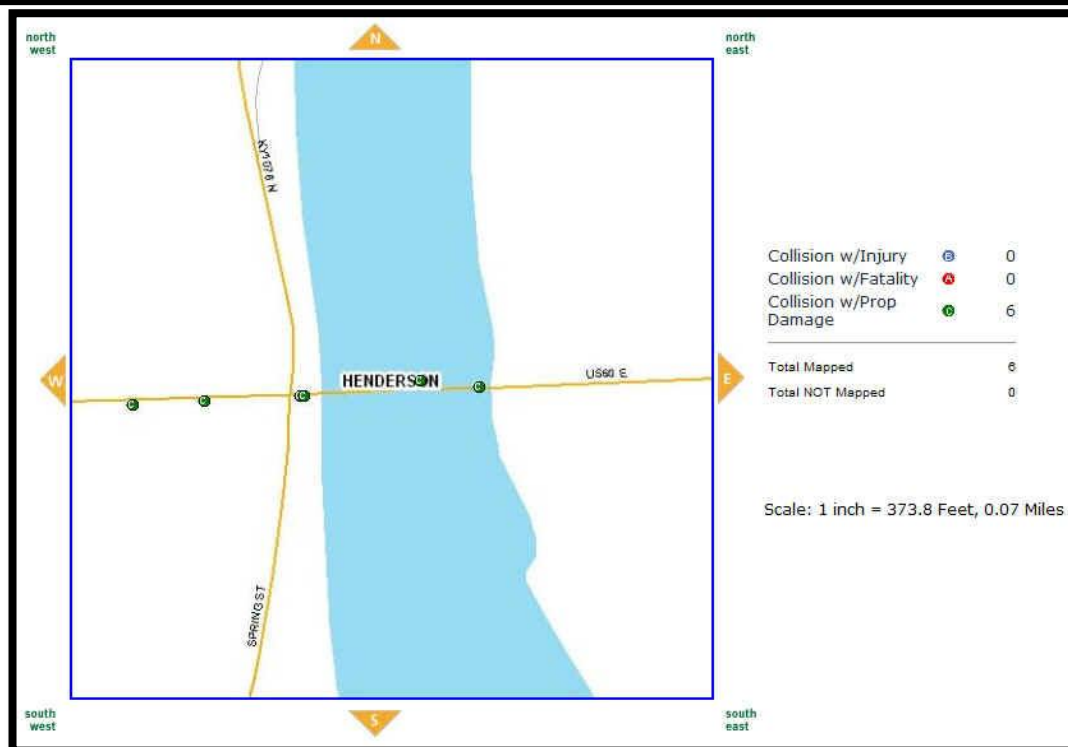 north
west
N
north
east
KY1078 N
Collision w/Injury B 0
Collision w/Fatality A 0
Collision w/Prop
Damage C 6
Total Mapped 6
Total NOT Mapped 0
W
HENDERSON
US60 E
E
C
C
C
C
Scale: 1 inch = 373.8 Feet, 0.07 Miles
SPRING ST
south
west
S
south
east